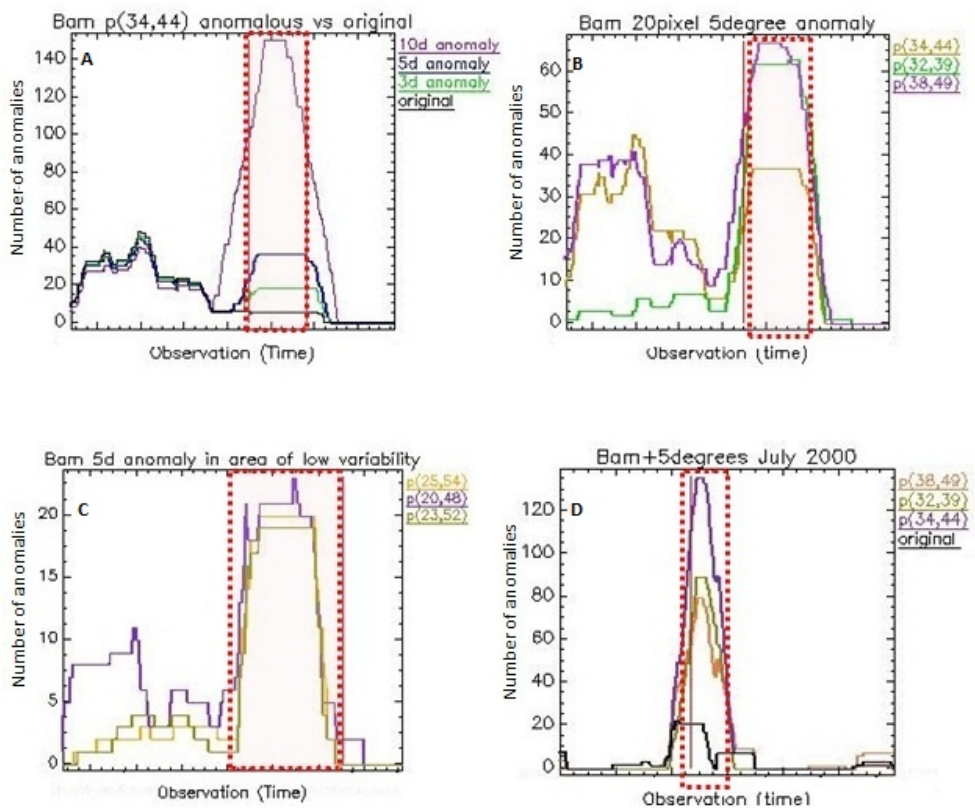 Bam p(34,44) anomalous vs original
A
10d anomaly
5d anomaly
3d anomaly
original
Number of anomalies
140
120
100
80
60
40
20
0
Observation (Time)
Bam 20pixel 5degree anomaly
B
p(34,44)
p(32,39)
p(38,49)
Number of anomalies
60
50
40
30
20
10
0
Observation (time)
Bam 5d anomaly in area of low variability
C
p(25,54)
p(20,48)
p(23,52)
Number of anomalies
20
15
10
5
0
Observation (Time)
Bam+5degrees July 2000
D
p(38,49)
p(32,39)
p(34,44)
original
Number of anomalies
120
100
80
60
40
20
0
Observation (time)